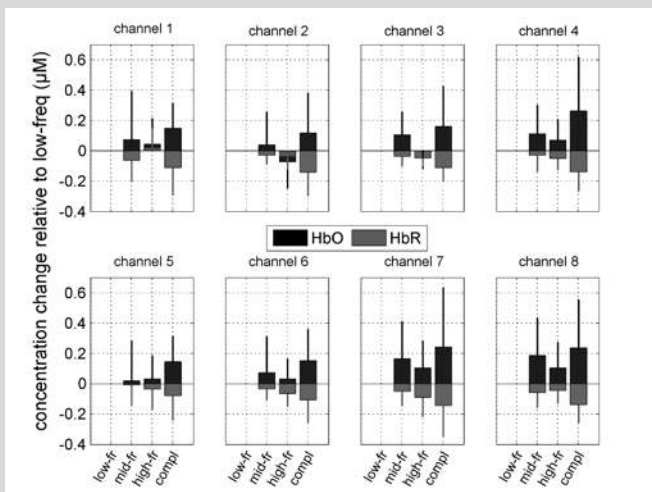 channel 1
channel 2
channel 3
channel 4
concentration change relative to low-freq (μM)
0.6
0.4
0.2
0
-0.2
-0.4
HbO HbR
channel 5
channel 6
channel 7
channel 8
0.6
0.4
0.2
0
-0.2
-0.4
low-fr
mid-fr
high-fr
compl
low-fr
mid-fr
high-fr
compl
low-fr
mid-fr
high-fr
compl
low-fr
mid-fr
high-fr
compl